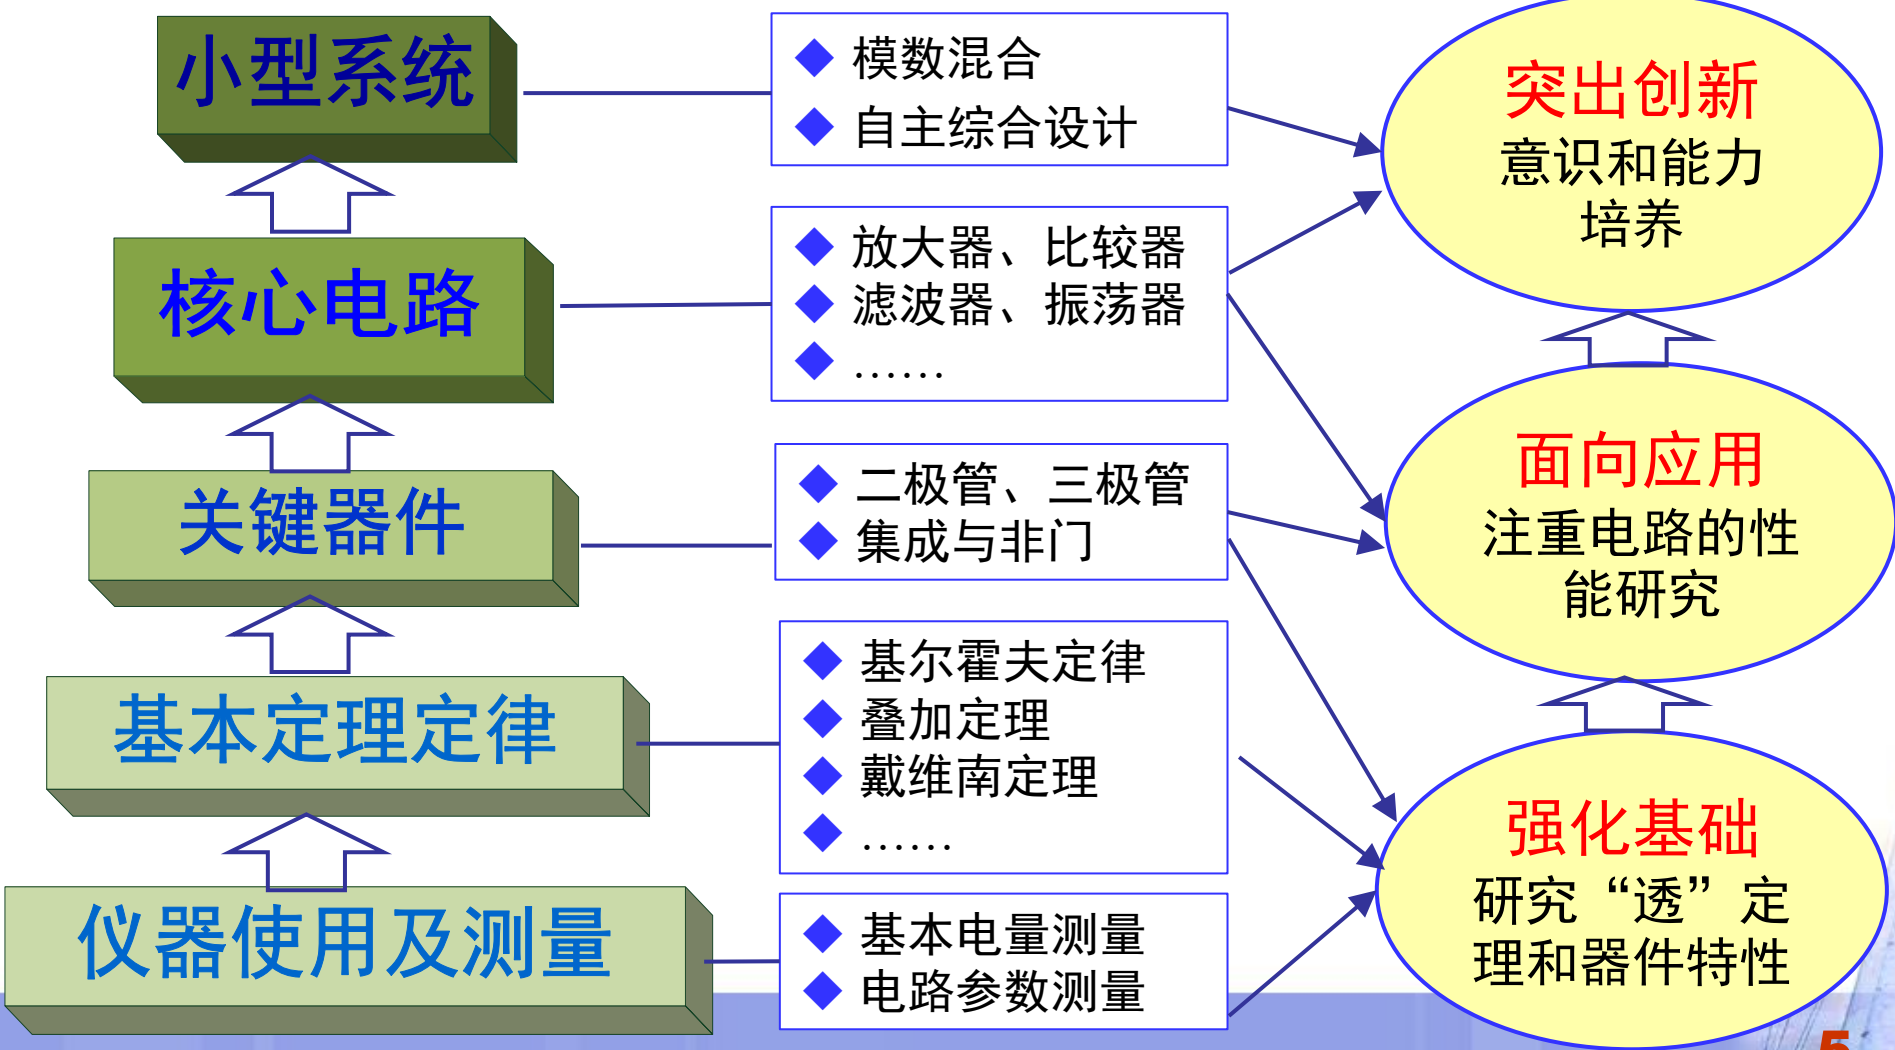 小型系统
模数混合
自主综合设计
突出创新
意识和能力
培养
核心电路
放大器、比较器
滤波器、振荡器
……
关键器件
二极管、三极管
集成与非门
面向应用
注重电路的性
能研究
基本定理定律
基尔霍夫定律
叠加定理
戴维南定理
……
强化基础
研究“透”定
理和器件特性
仪器使用及测量
基本电量测量
电路参数测量
5